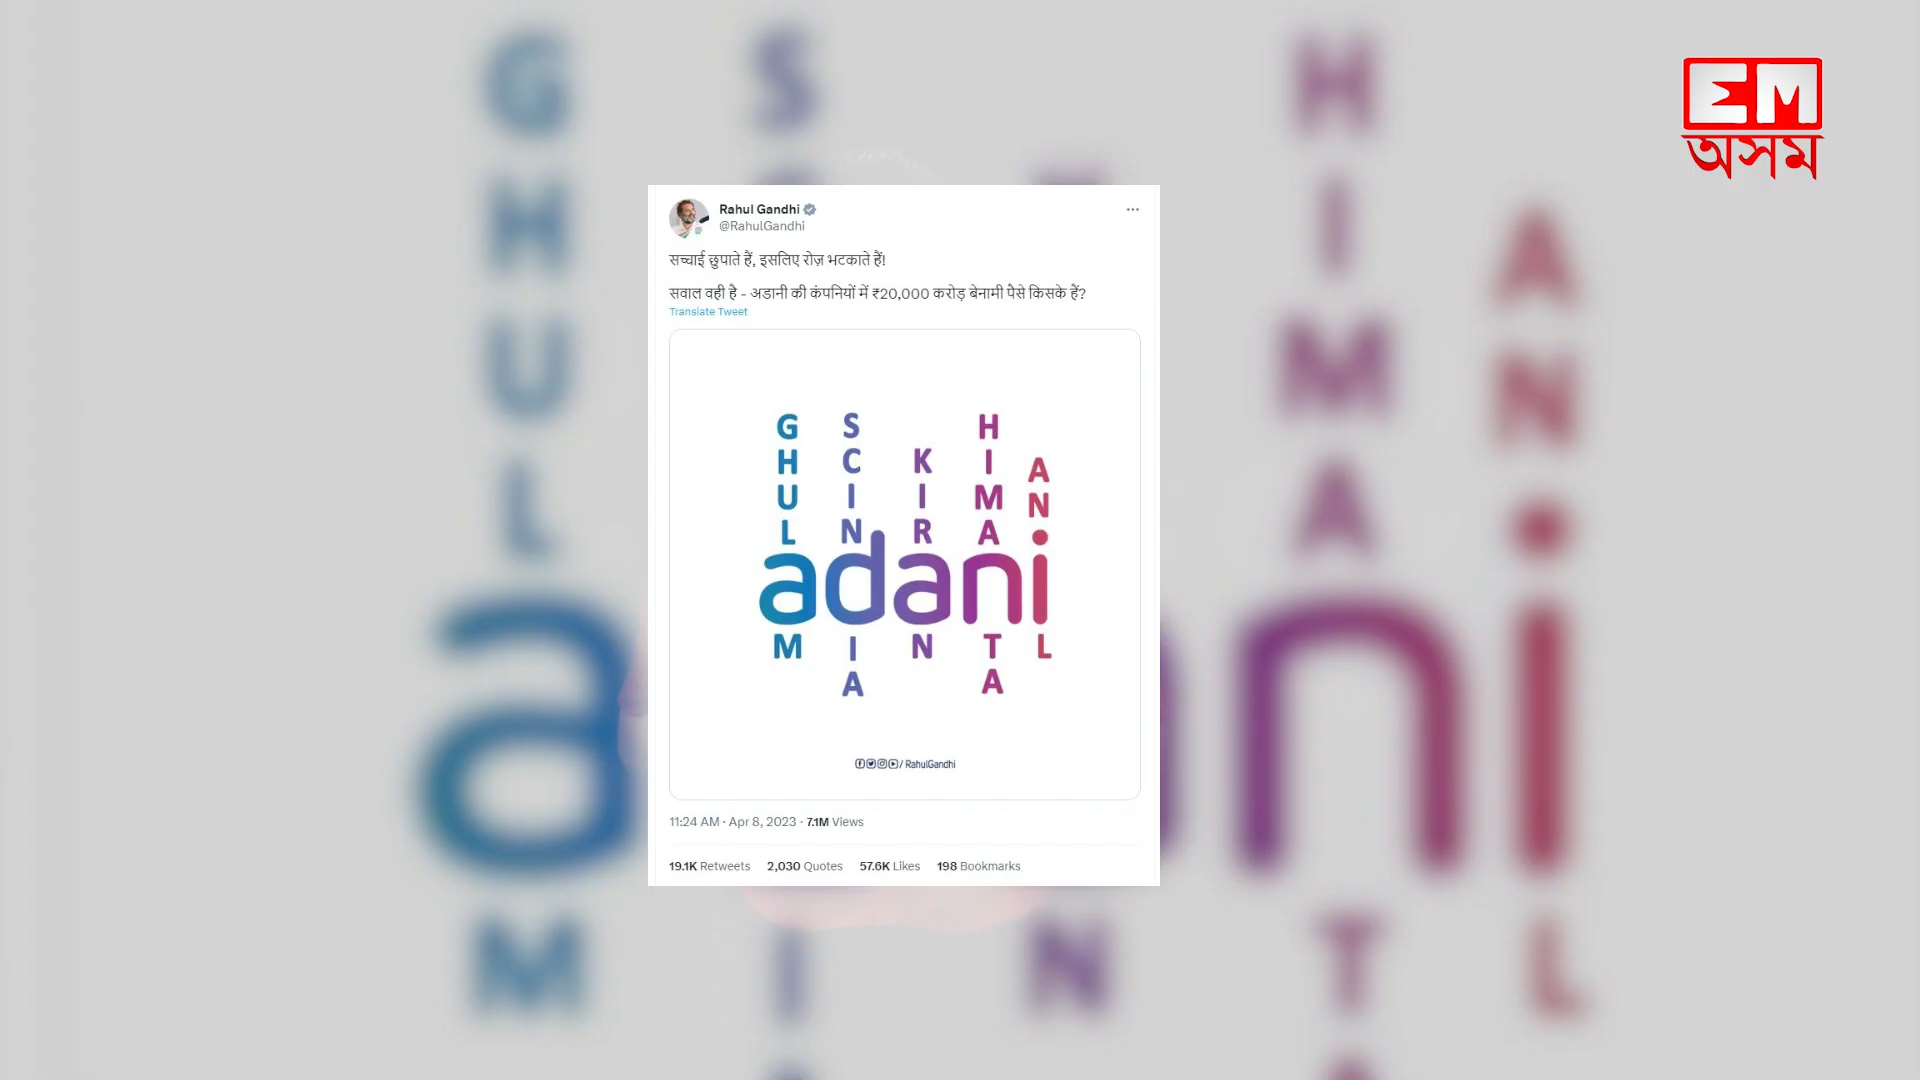 EM
অসম
Rahul Gandhi
@RahulGandhi
सच्चाई छुपाते हैं, इसलिए रोज़ भटकाते हैं!
सवाल वही है - अडानी की कंपनियों में ₹20,000 करोड़ बेनामी पैसे किसके हैं?
Translate Tweet
G S H
H C K I A
U I I M N
L N R A
adani
M I N T L
A A
/ RahulGandhi
11:24 AM · Apr 8, 2023 · 7.1M Views
19.1K Retweets 2,030 Quotes 57.6K Likes 198 Bookmarks